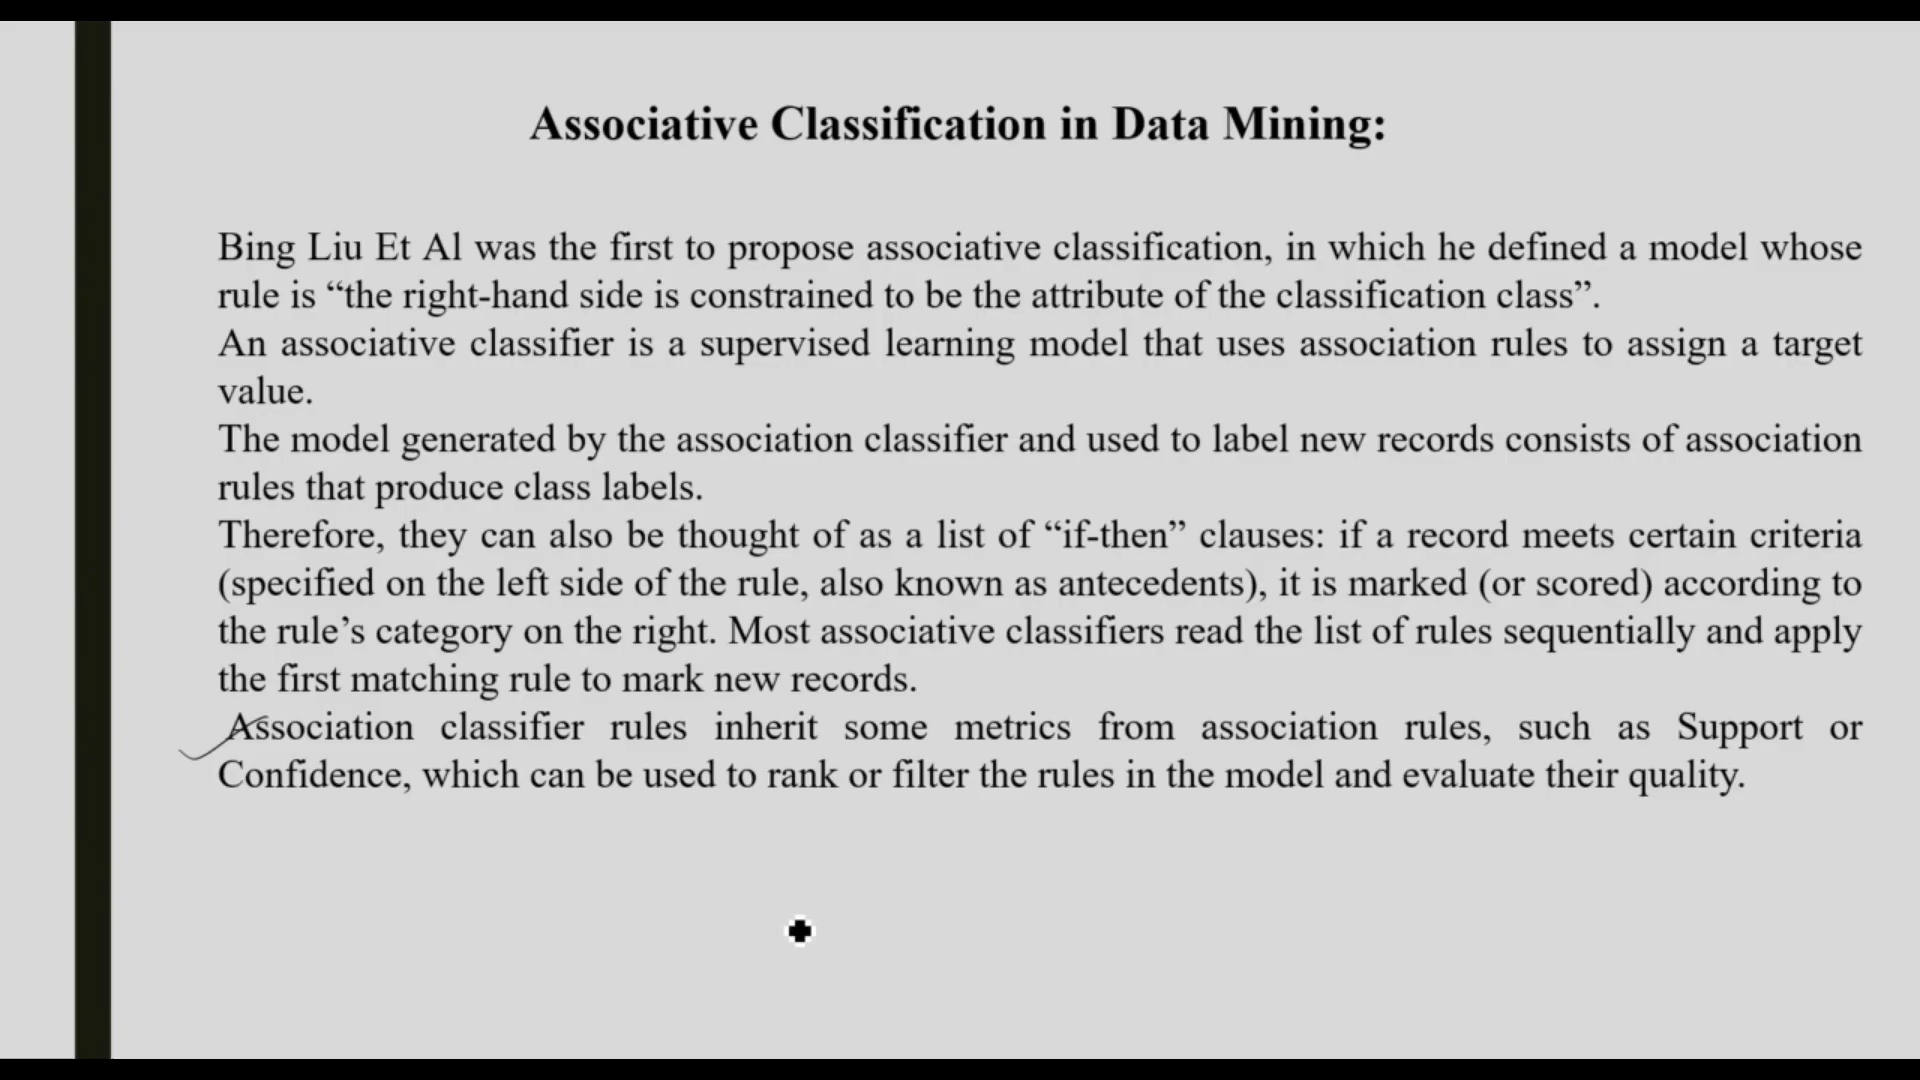 Associative Classification in Data Mining:
Bing Liu Et Al was the first to propose associative classification, in which he defined a model whose
rule is “the right-hand side is constrained to be the attribute of the classification class”.
An associative classifier is a supervised learning model that uses association rules to assign a target
value.
The model generated by the association classifier and used to label new records consists of association
rules that produce class labels.
Therefore, they can also be thought of as a list of “if-then” clauses: if a record meets certain criteria
(specified on the left side of the rule, also known as antecedents), it is marked (or scored) according to
the rule’s category on the right. Most associative classifiers read the list of rules sequentially and apply
the first matching rule to mark new records.
Association classifier rules inherit some metrics from association rules, such as Support or
Confidence, which can be used to rank or filter the rules in the model and evaluate their quality.